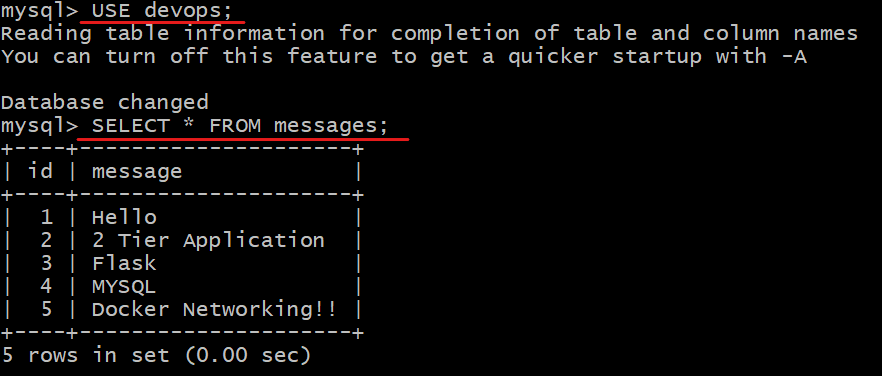 mysql> USE devops;
Reading table information for completion of table and column names
You can turn off this feature to get a quicker startup with -A
Database changed
mysql> SELECT * FROM messages;
+----+---------------------+
| id | message             |
+----+---------------------+
|  1 | Hello               |
|  2 | 2 Tier Application  |
|  3 | Flask               |
|  4 | MYSQL               |
|  5 | Docker Networking!! |
+----+---------------------+
5 rows in set (0.00 sec)